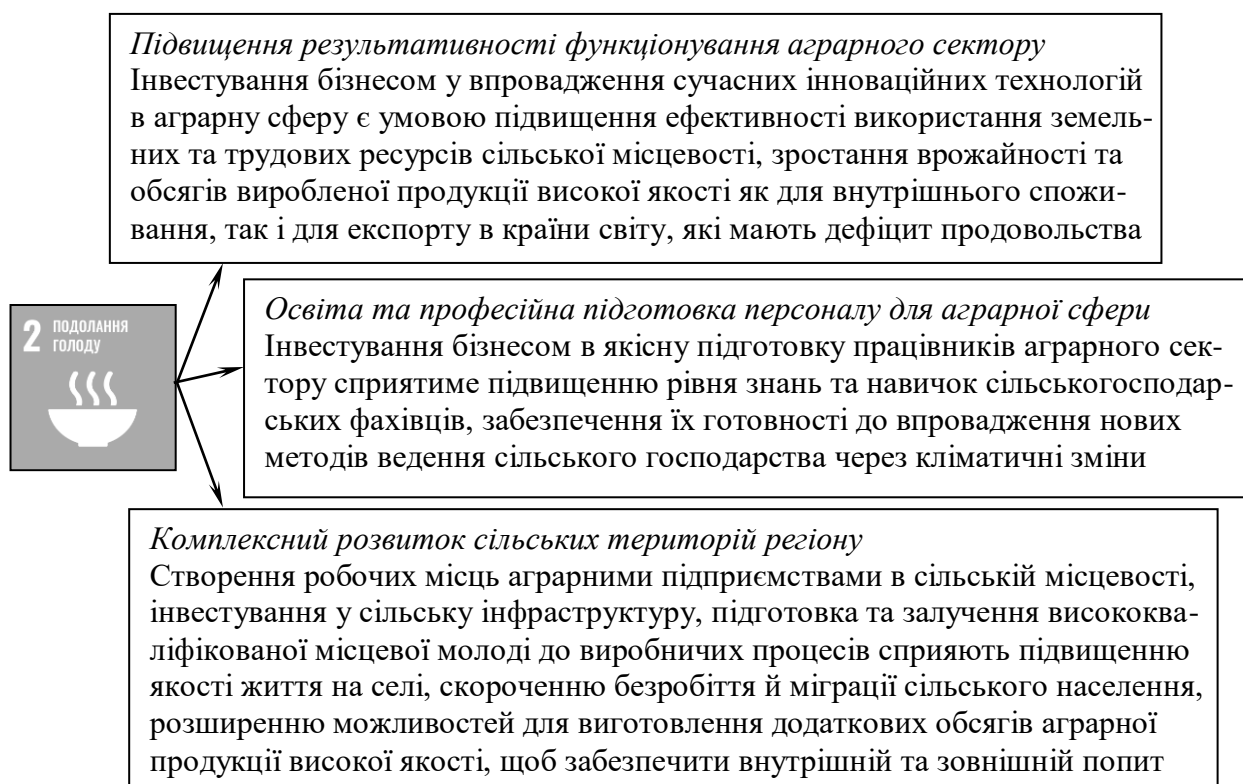 Підвищення результативності функціонування аграрного сектору
Інвестування бізнесом у впровадження сучасних інноваційних технологій
в аграрну сферу є умовою підвищення ефективності використання земель-
них та трудових ресурсів сільської місцевості, зростання врожайності та
обсягів виробленої продукції високої якості як для внутрішнього спожи-
вання, так і для експорту в країни світу, які мають дефіцит продовольства
2 ПОДОЛАННЯ
ГОЛОДУ
Освіта та професійна підготовка персоналу для аграрної сфери
Інвестування бізнесом в якісну підготовку працівників аграрного сек-
тору сприятиме підвищенню рівня знань та навичок сільськогосподар-
ських фахівців, забезпечення їх готовності до впровадження нових
методів ведення сільського господарства через кліматичні зміни
Комплексний розвиток сільських територій регіону
Створення робочих місць аграрними підприємствами в сільській місцевості,
інвестування у сільську інфраструктуру, підготовка та залучення висококва-
ліфікованої місцевої молоді до виробничих процесів сприяють підвищенню
якості життя на селі, скороченню безробіття й міграції сільського населення,
розширенню можливостей для виготовлення додаткових обсягів аграрної
продукції високої якості, щоб забезпечити внутрішній та зовнішній попит